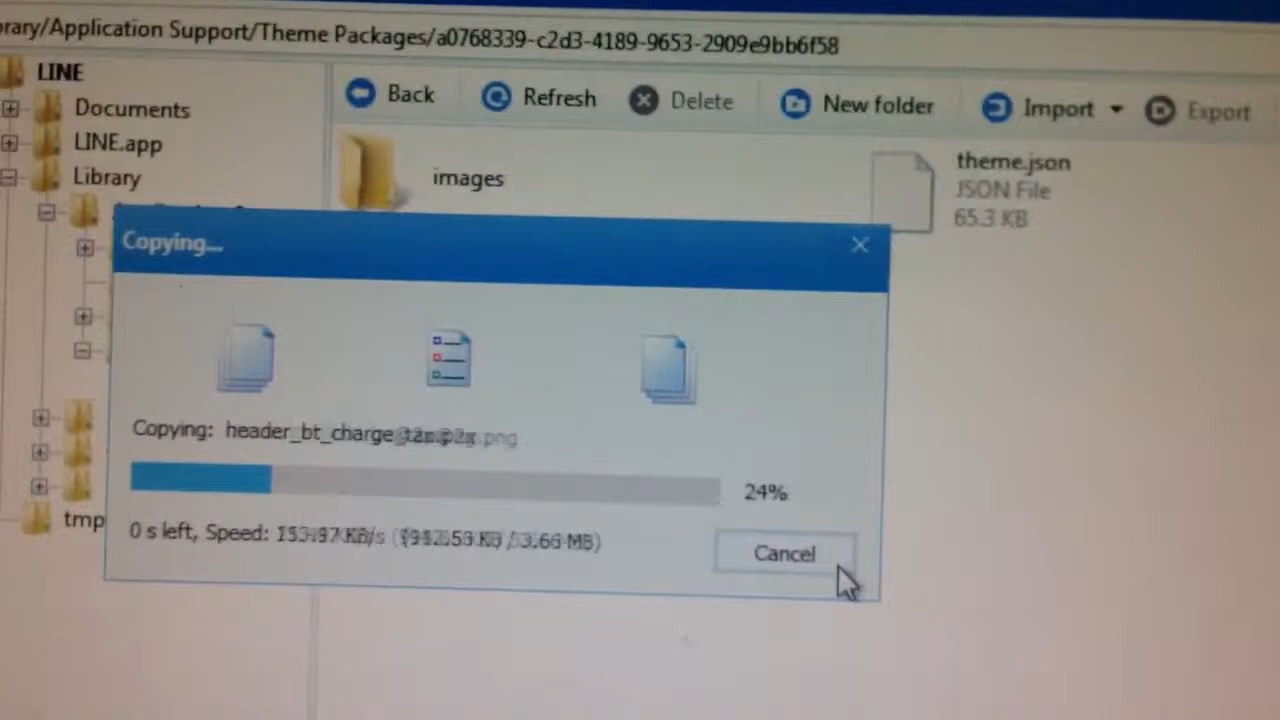 rary/Application Support/Theme Packages/a0768339-c2d3-4189-9653-2909e9bb6f58
LINE
Back
Refresh
Delete
New folder
Import
Export
Documents
LINE.app
Library
images
theme.json
JSON File
65.3 KB
Copying...
Copying: header_bt_charge
24%
0 s left, Speed:
Cancel
tmp